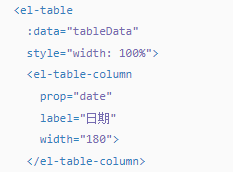 <el-table
:data="tableData"
style="width: 100%">
<el-table-column
prop="date"
label="日期"
width="180">
</el-table-column>